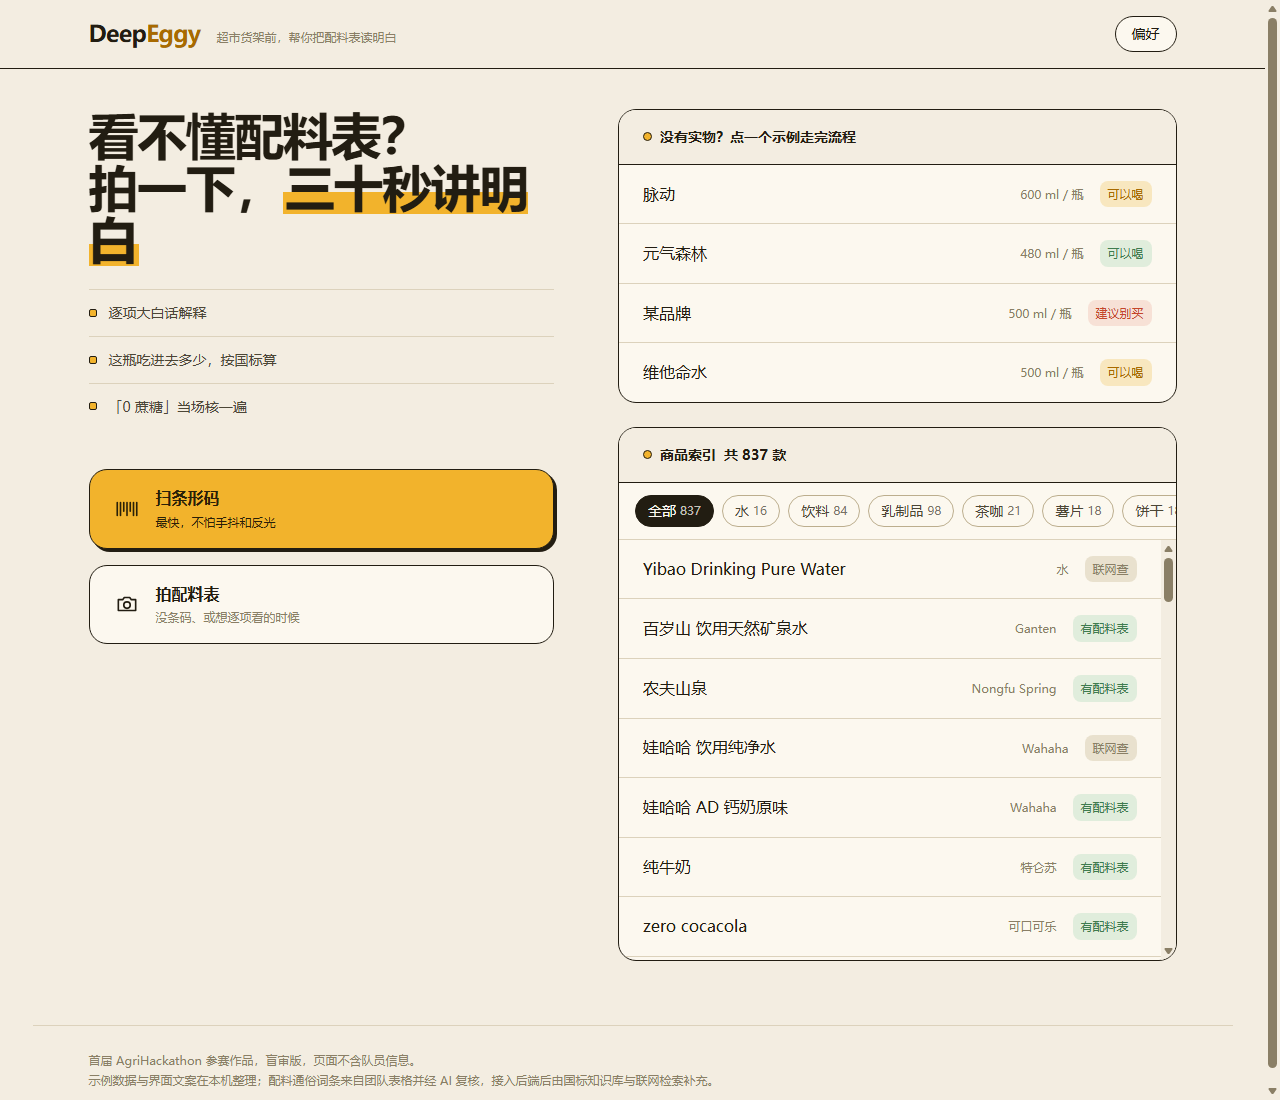 DeepEggy 超市货架前，帮你把配料表读明白
偏好
看不懂配料表？
拍一下，三十秒讲明
白
逐项大白话解释
这瓶吃进去多少，按国标算
「0 蔗糖」当场核一遍
扫条形码
最快，不怕手抖和反光
拍配料表
没条码、或想逐项看的时候
没有实物？点一个示例走完流程
脉动 600 ml / 瓶 可以喝
元气森林 480 ml / 瓶 可以喝
某品牌 500 ml / 瓶 建议别买
维他命水 500 ml / 瓶 可以喝
商品索引 共 837 款
全部 837 水 16 饮料 84 乳制品 98 茶咖 21 薯片 18 饼干
Yibao Drinking Pure Water 水 联网查
百岁山 饮用天然矿泉水 Ganten 有配料表
农夫山泉 Nongfu Spring 有配料表
娃哈哈 饮用纯净水 Wahaha 联网查
娃哈哈 AD 钙奶原味 Wahaha 有配料表
纯牛奶 特仑苏 有配料表
zero cocacola 可口可乐 有配料表
首届 AgriHackathon 参赛作品，盲审版，页面不含队员信息。
示例数据与界面文案在本机整理；配料通俗词条来自团队表格并经 AI 复核，接入后端后由国标知识库与联网检索补充。